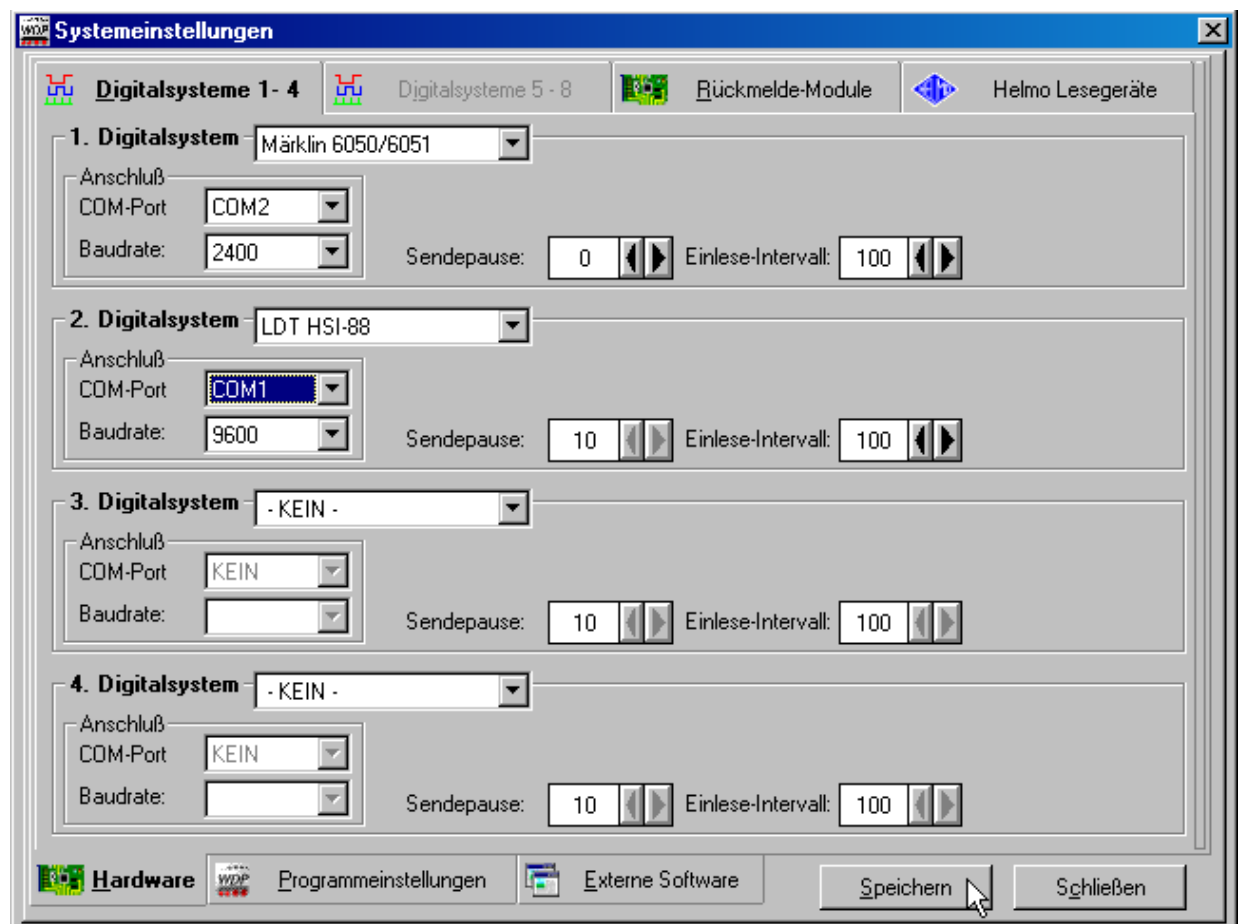 Systemeinstellungen
Digitalsysteme 1- 4 Digitalsysteme 5 - 8 Rückmelde-Module Helmo Lesegeräte
1. Digitalsystem Märklin 6050/6051
Anschluß
COM-Port COM2
Baudrate: 2400 Sendepause: 0 Einlese-Intervall: 100
2. Digitalsystem LDT HSI-88
Anschluß
COM-Port COM1
Baudrate: 9600 Sendepause: 10 Einlese-Intervall: 100
3. Digitalsystem - KEIN -
Anschluß
COM-Port KEIN
Baudrate: Sendepause: 10 Einlese-Intervall: 100
4. Digitalsystem - KEIN -
Anschluß
COM-Port KEIN
Baudrate: Sendepause: 10 Einlese-Intervall: 100
Hardware WDP Programmeinstellungen Externe Software Speichern Schließen